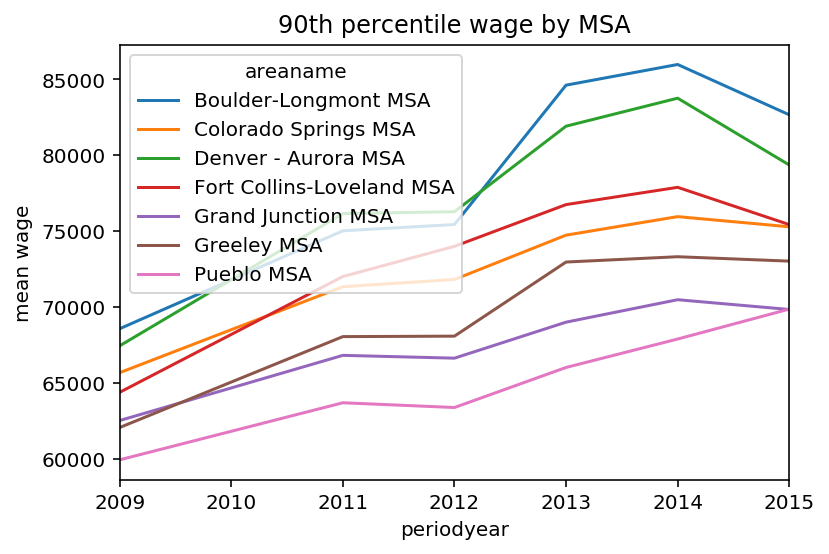 90th percentile wage by MSA
areaname
Boulder-Longmont MSA
Colorado Springs MSA
Denver - Aurora MSA
Fort Collins-Loveland MSA
Grand Junction MSA
Greeley MSA
Pueblo MSA
mean wage
85000
80000
75000
70000
65000
60000
2009 2010 2011 2012 2013 2014 2015
periodyear